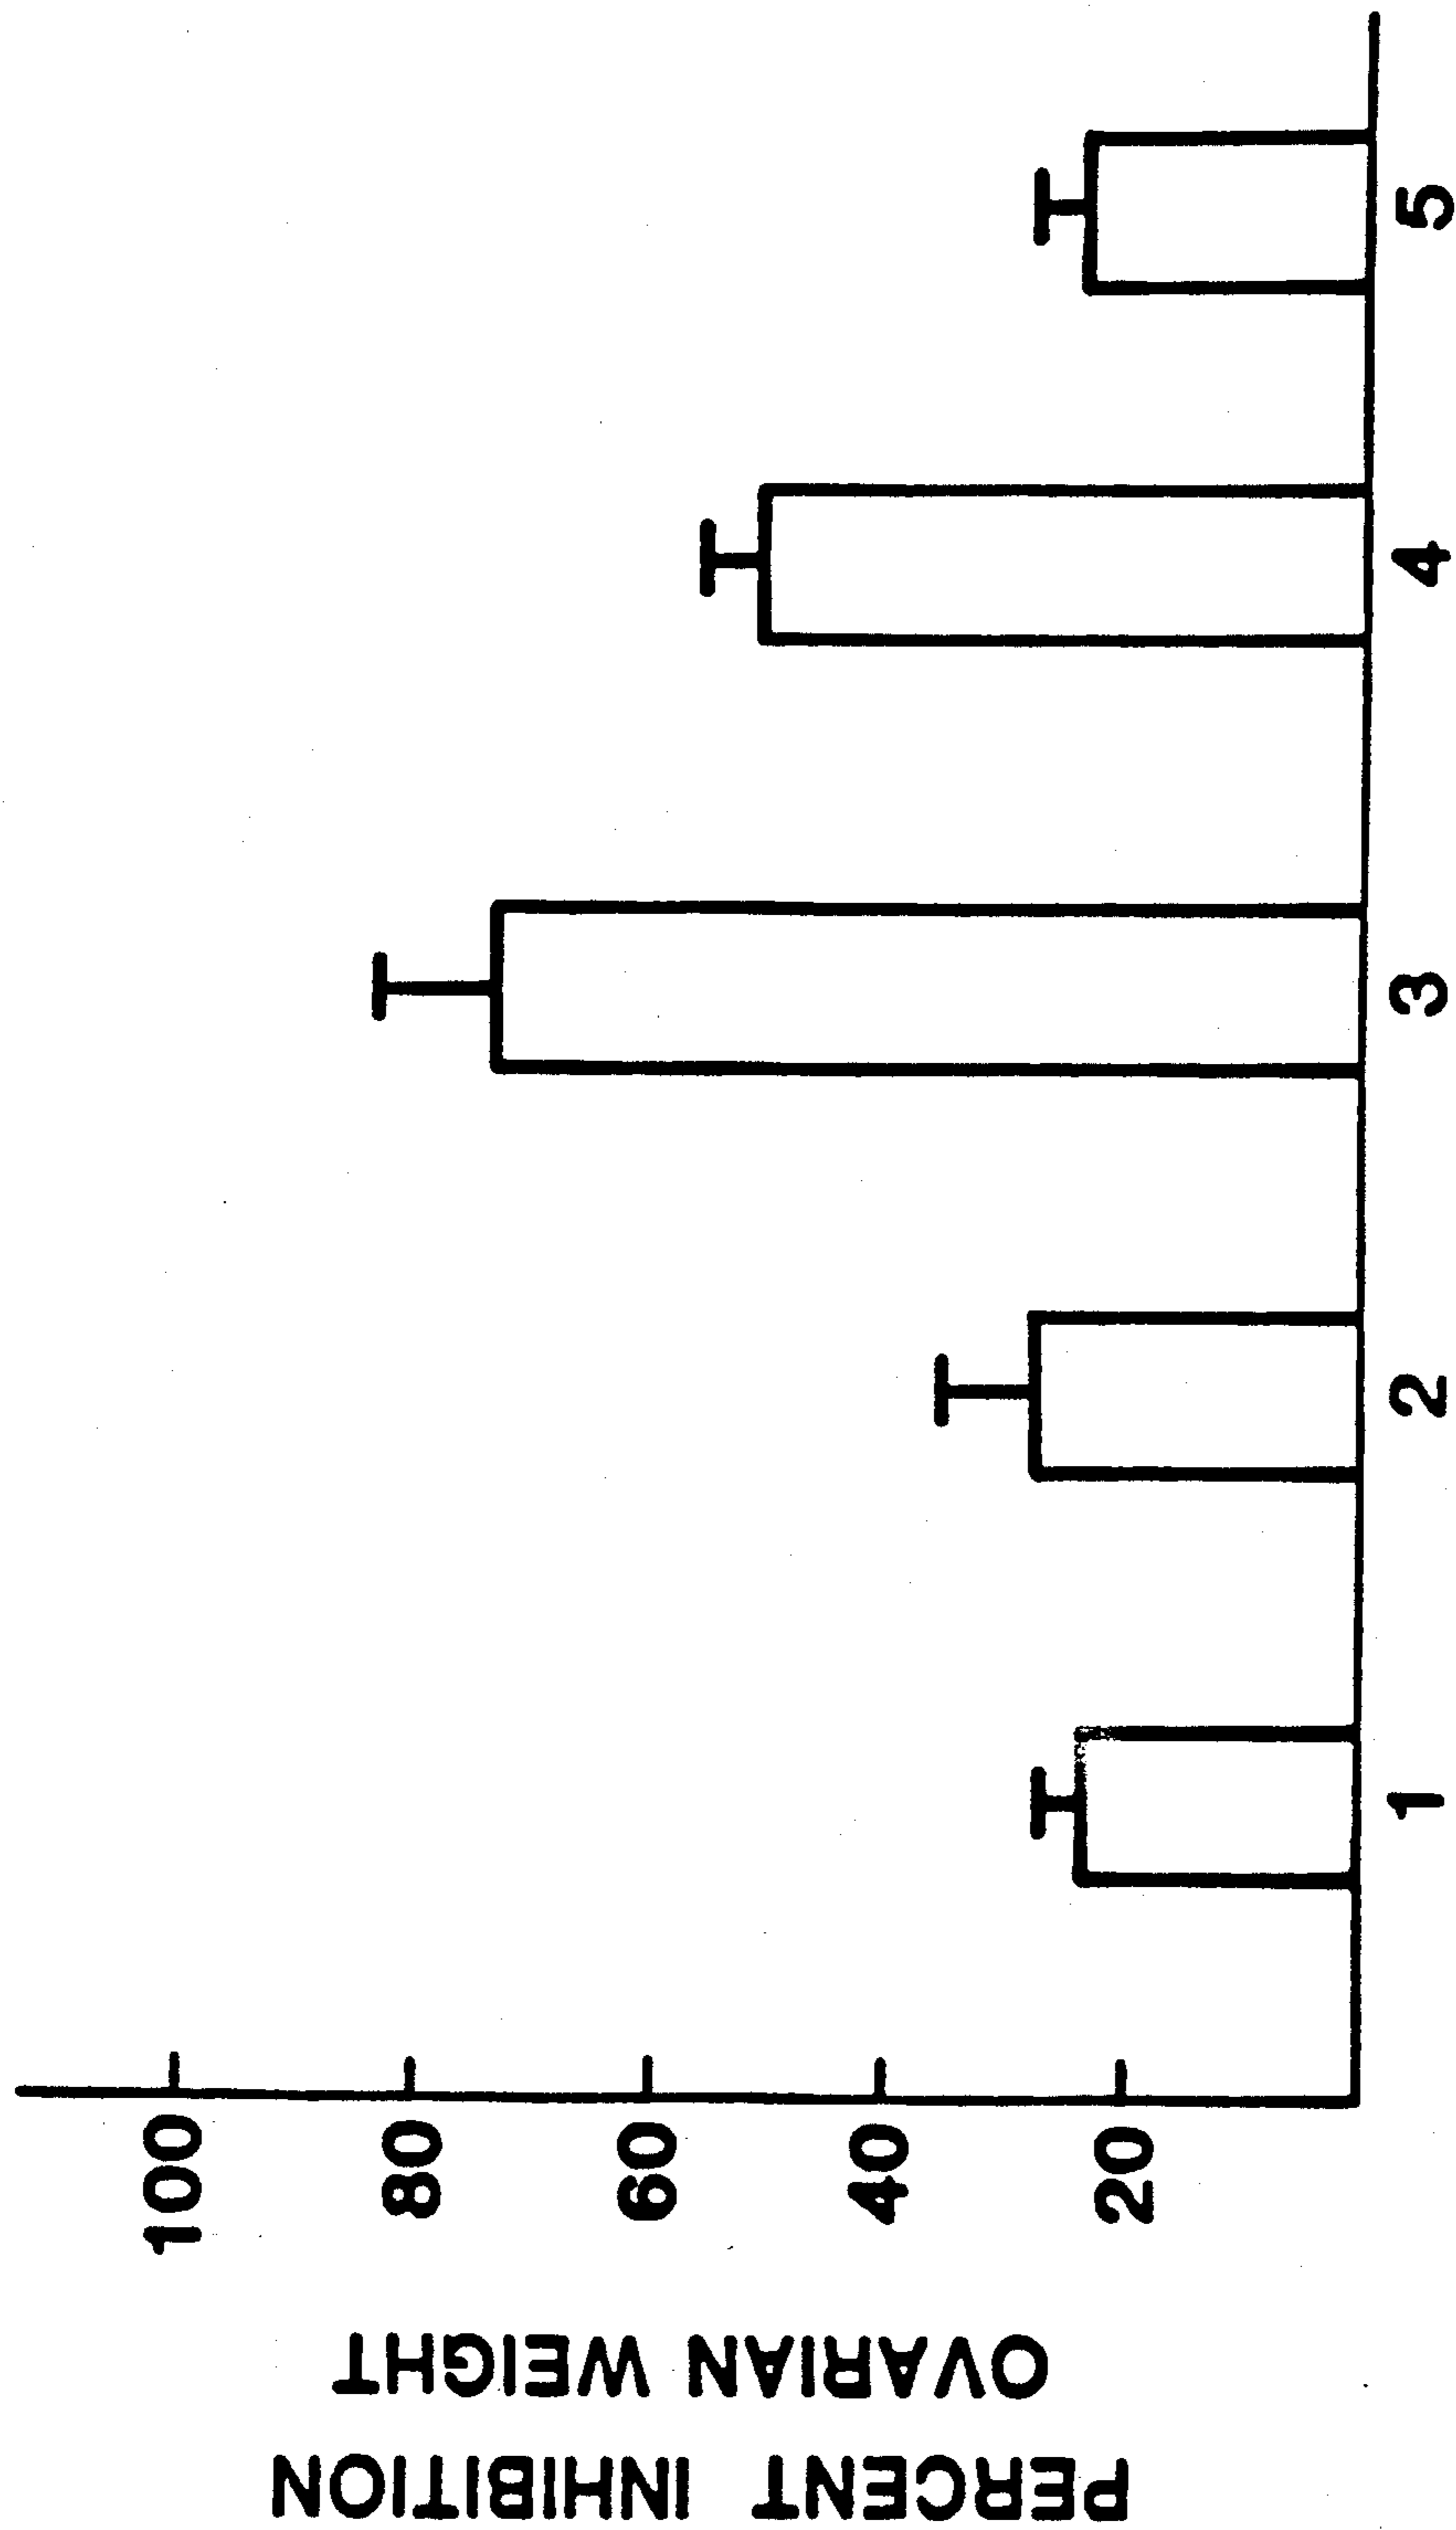 PERCENT INHIBITION
OVARIAN WEIGHT
100
80
60
40
20
1 2 3 4 5